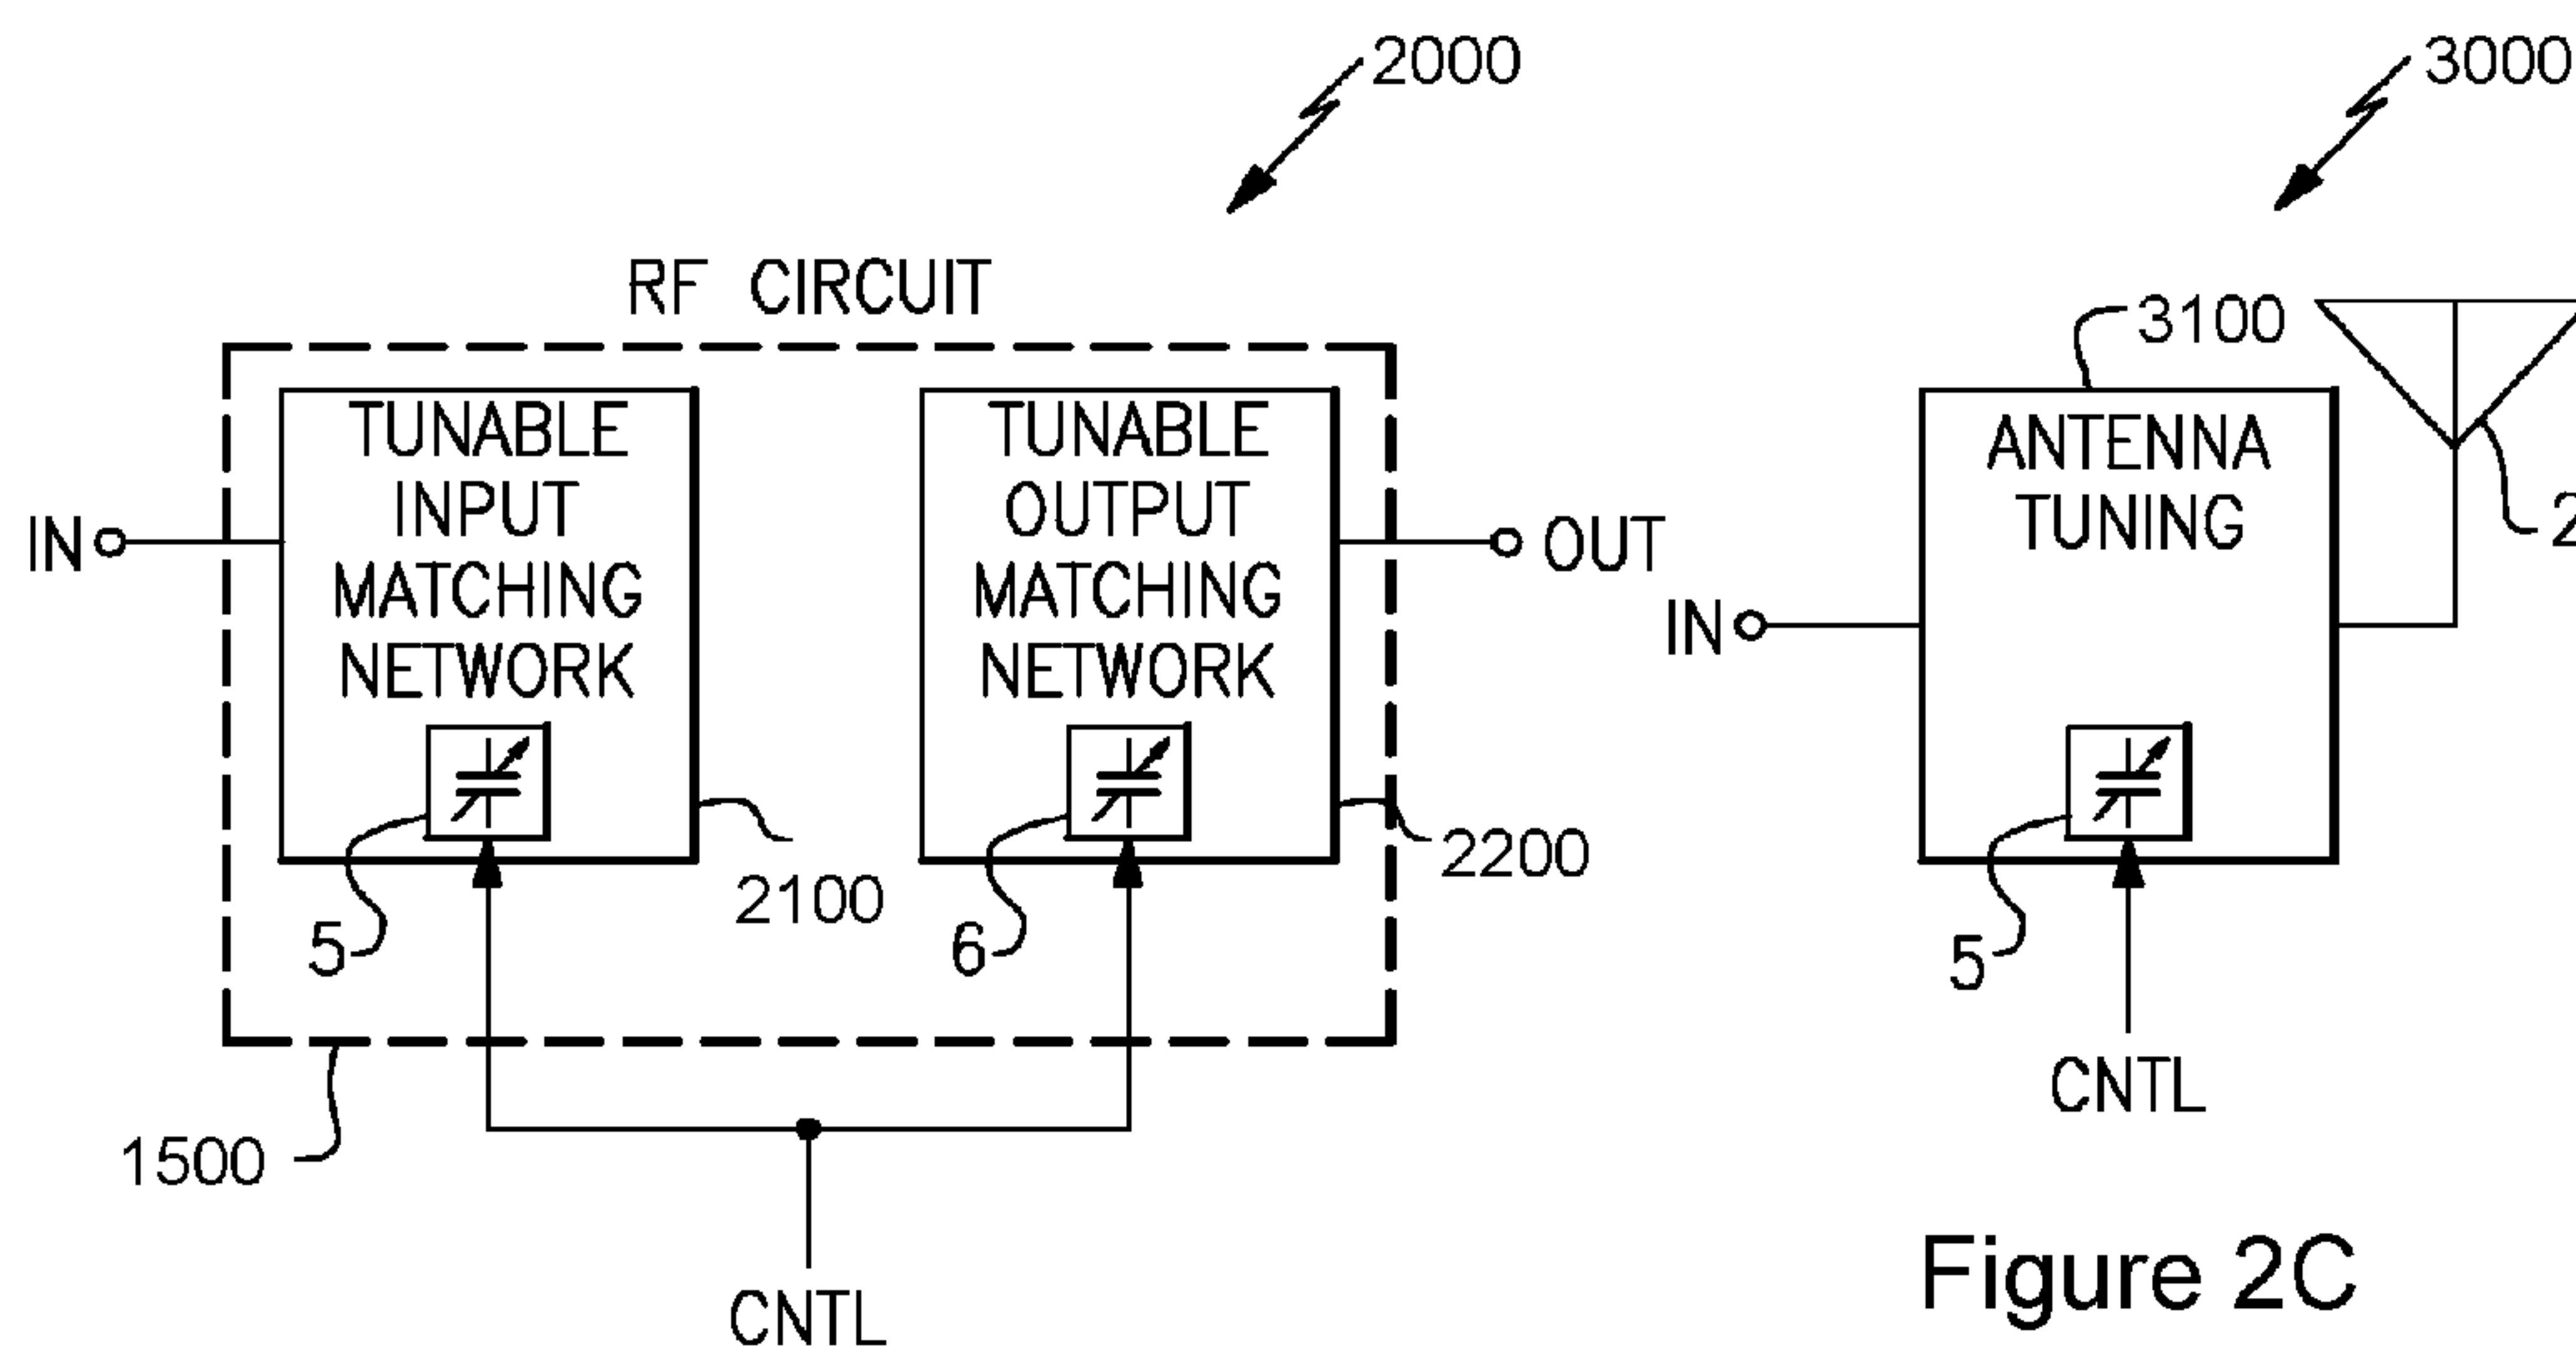 2000
RF CIRCUIT
TUNABLE
INPUT
MATCHING
NETWORK
TUNABLE
OUTPUT
MATCHING
NETWORK
IN
OUT
5
2100
6
2200
1500
CNTL
3000
3100
ANTENNA
TUNING
IN
2
5
CNTL
Figure 2C